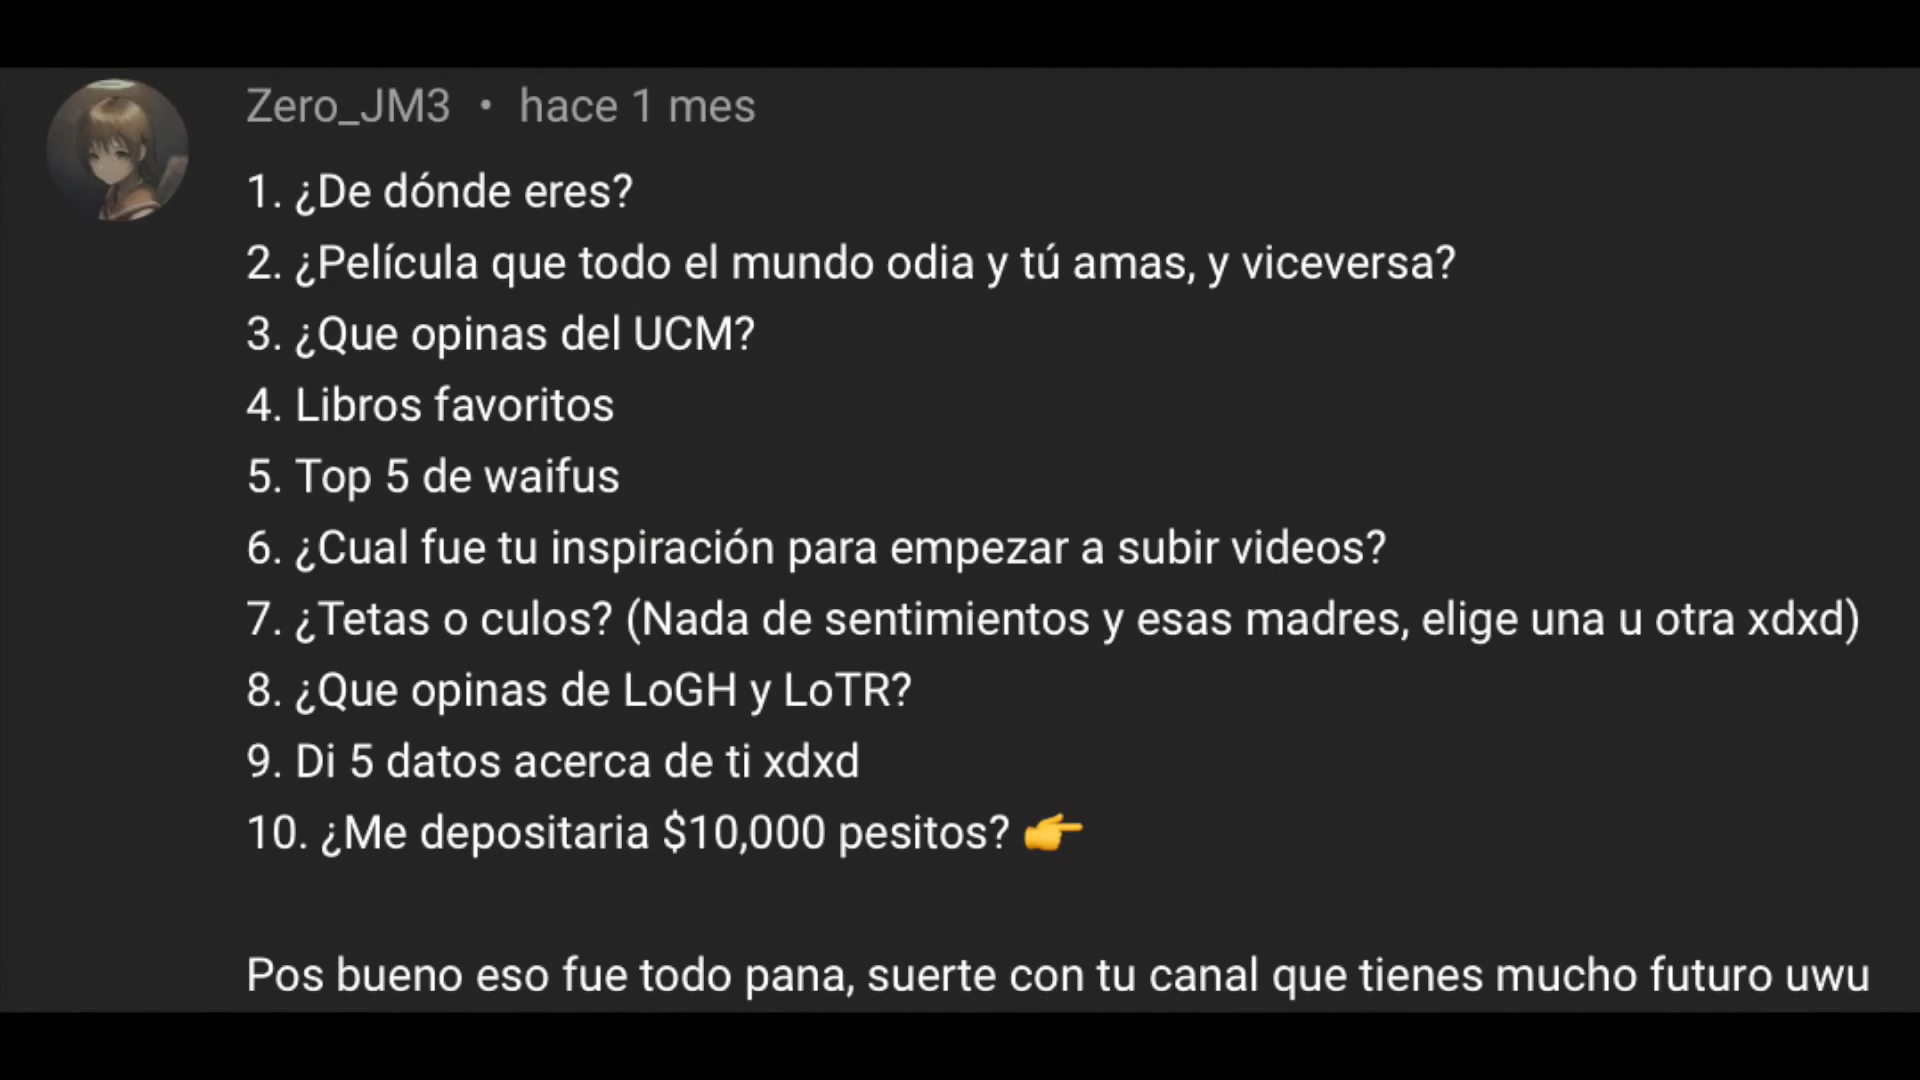 Zero_JM3 • hace 1 mes
1. ¿De dónde eres?
2. ¿Película que todo el mundo odia y tú amas, y viceversa?
3. ¿Que opinas del UCM?
4. Libros favoritos
5. Top 5 de waifus
6. ¿Cual fue tu inspiración para empezar a subir videos?
7. ¿Tetas o culos? (Nada de sentimientos y esas madres, elige una u otra xdxd)
8. ¿Que opinas de LoGH y LoTR?
9. Di 5 datos acerca de ti xdxd
10. ¿Me depositaria $10,000 pesitos? 👉
Pos bueno eso fue todo pana, suerte con tu canal que tienes mucho futuro uwu